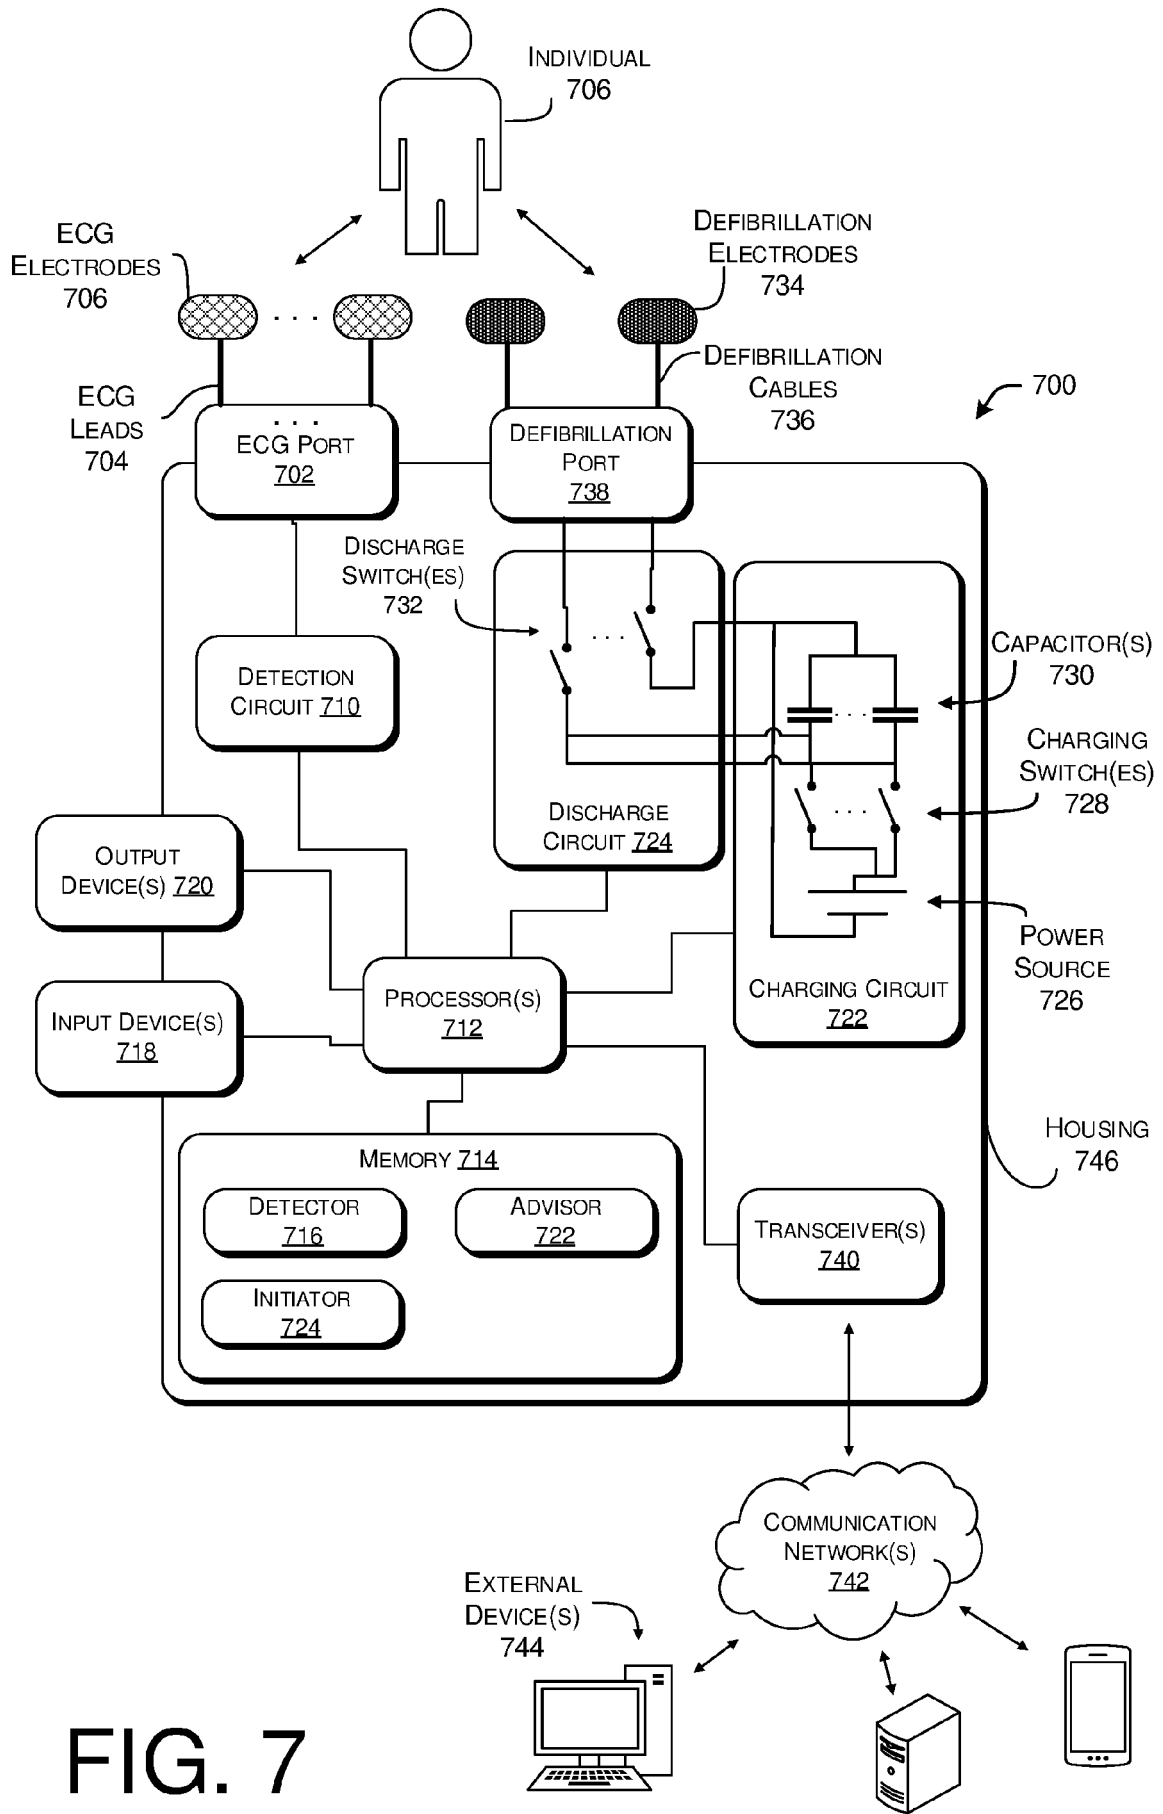 INDIVIDUAL
706
ECG
ELECTRODES
706
DEFIBRILLATION
ELECTRODES
734
. . .
ECG
LEADS
704
DEFIBRILLATION
CABLES
736
700
. . .
ECG PORT
702
DEFIBRILLATION
PORT
738
DISCHARGE
SWITCH(ES)
732
. . .
DETECTION
CIRCUIT 710
CAPACITOR(S)
730
. . .
CHARGING
SWITCH(ES)
728
. . .
DISCHARGE
CIRCUIT 724
OUTPUT
DEVICE(S) 720
POWER
SOURCE
726
CHARGING CIRCUIT
722
PROCESSOR(S)
712
INPUT DEVICE(S)
718
HOUSING
746
MEMORY 714
DETECTOR
716
ADVISOR
722
INITIATOR
724
TRANSCEIVER(S)
740
COMMUNICATION
NETWORK(S)
742
EXTERNAL
DEVICE(S)
744
FIG. 7